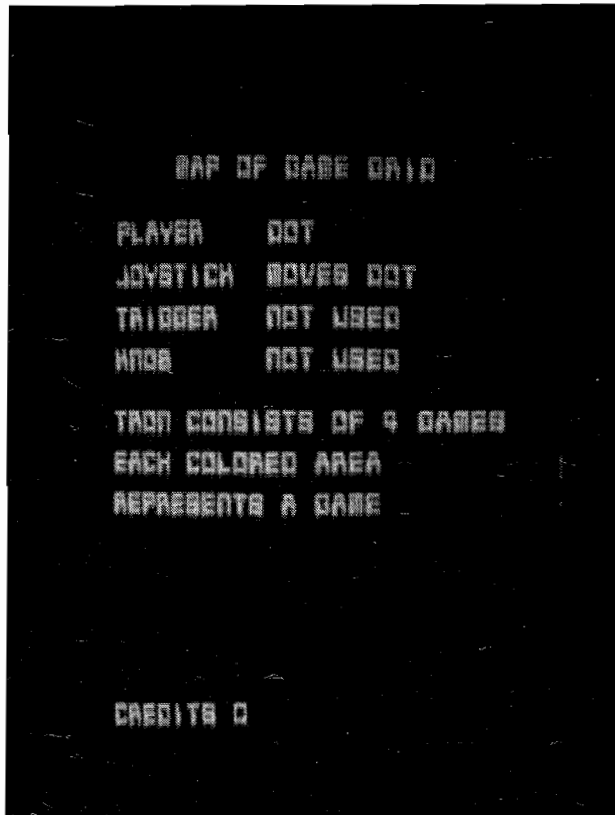 MAP OF GAME GRID
PLAYER DOT
JOYSTICK MOVES DOT
TRIGGER NOT USED
KNOB NOT USED
TRON CONSISTS OF 4 GAMES
EACH COLORED AREA
REPRESENTS A GAME
CREDITS 0